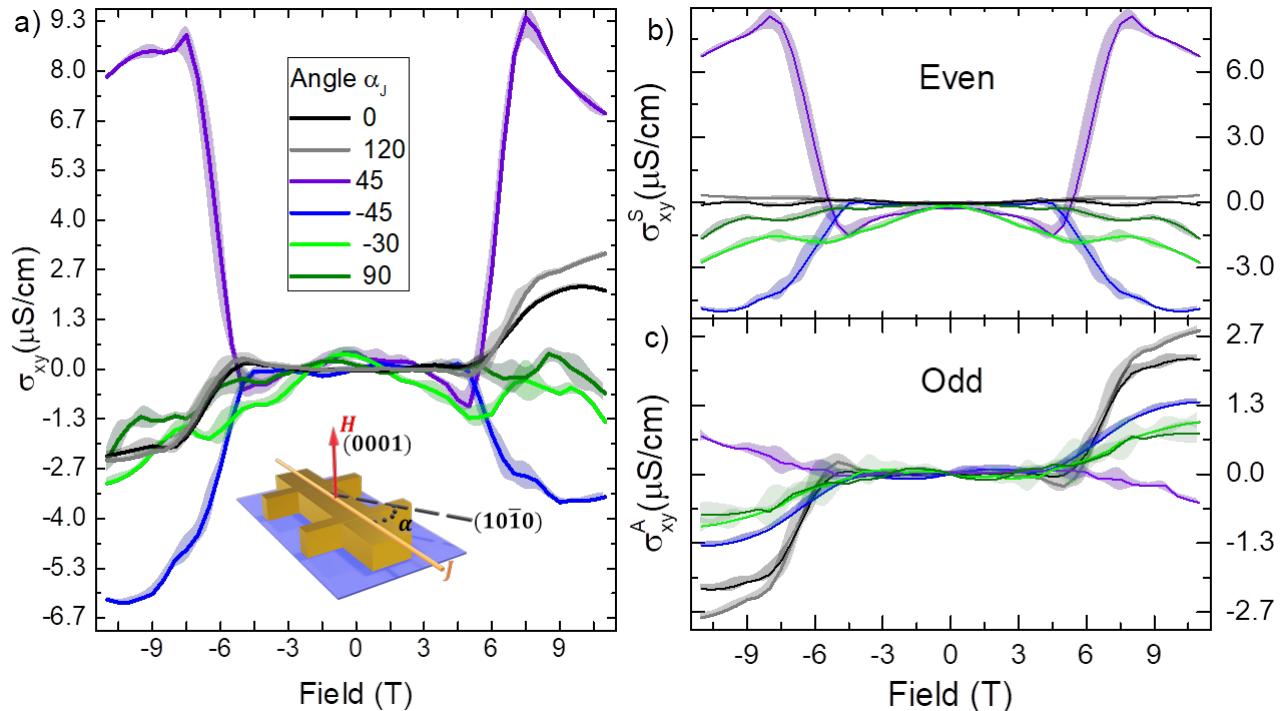 a)
9.3
8.0
6.7
5.3
4.0
2.7
1.3
0.0
-1.3
-2.7
-4.0
-5.3
-6.7
σxy(μS/cm)
Angle αJ
0
120
45
-45
-30
90
H
(0001)
(101̄0)
α
J
-9 -6 -3 0 3 6 9
Field (T)
b)
Even
6.0
3.0
0.0
-3.0
σSxy(μS/cm)
c)
Odd
2.7
1.3
0.0
-1.3
-2.7
σAxy(μS/cm)
-9 -6 -3 0 3 6 9
Field (T)